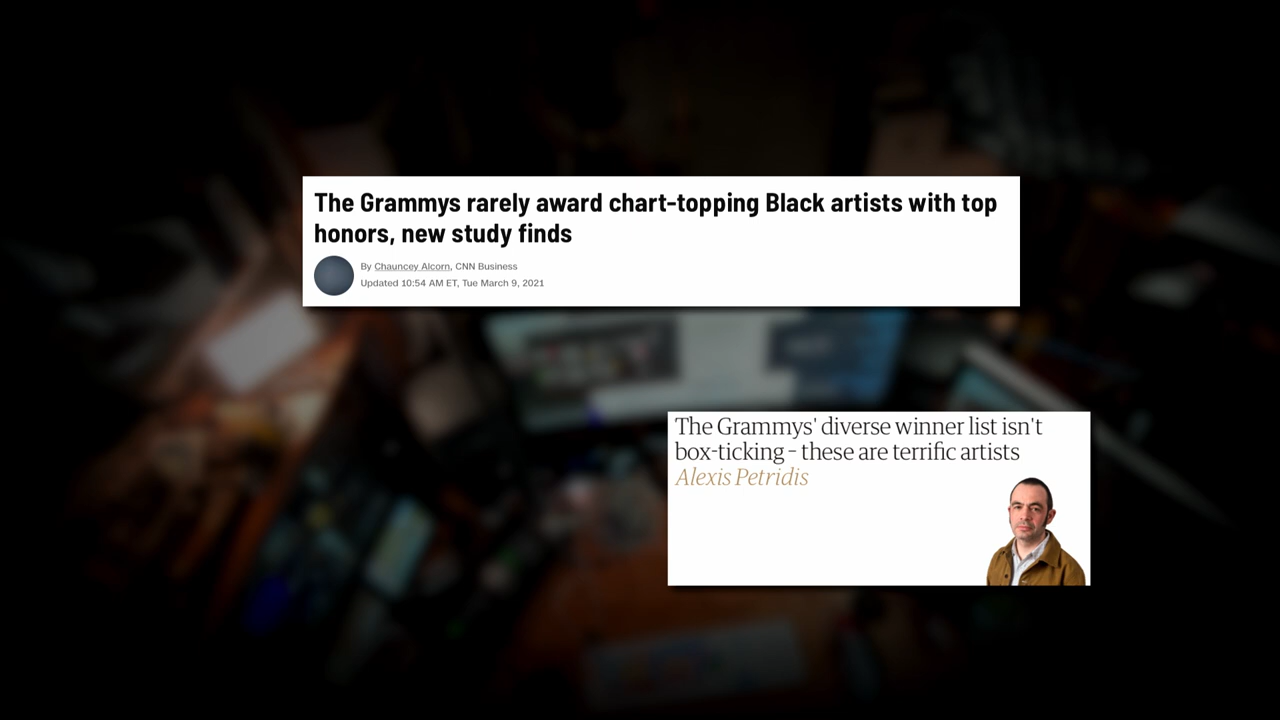 The Grammys rarely award chart-topping Black artists with top
honors, new study finds
By Chauncey Alcorn, CNN Business
Updated 10:54 AM ET, Tue March 9, 2021
The Grammys' diverse winner list isn't
box-ticking – these are terrific artists
Alexis Petridis